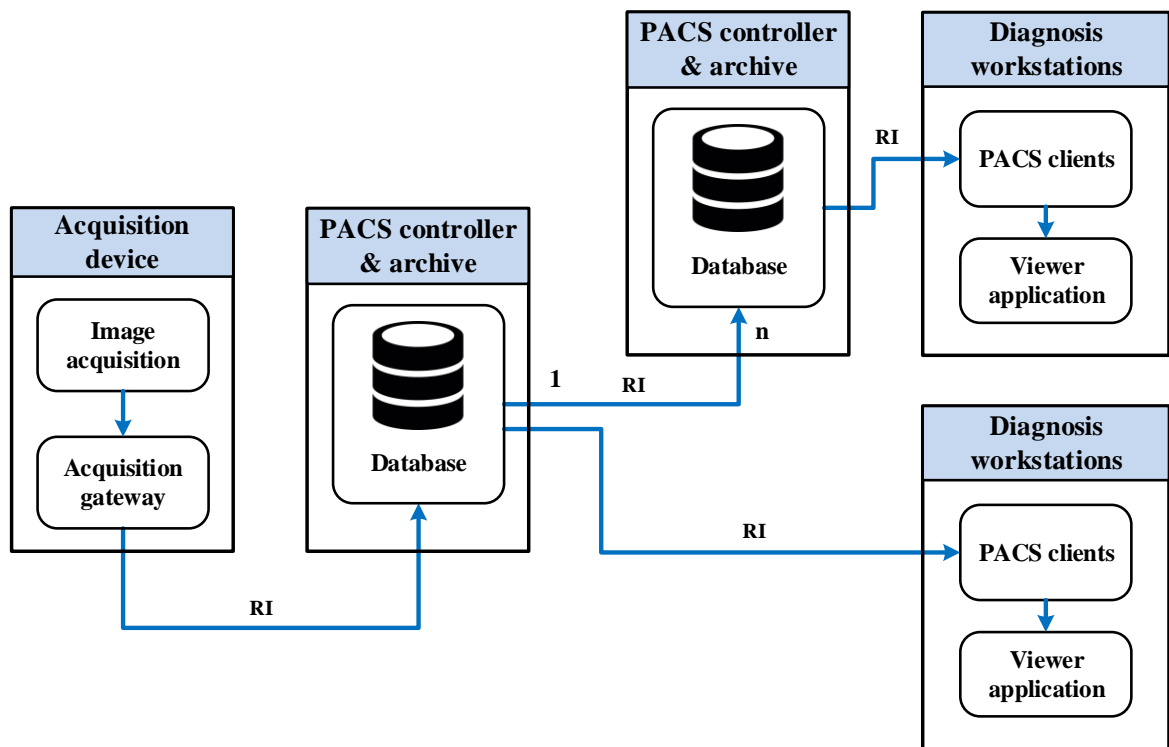 Acquisition
device
Image
acquisition
Acquisition
gateway
RI
PACS controller
& archive
Database
1
RI
n
PACS controller
& archive
Database
RI
Diagnosis
workstations
PACS clients
Viewer
application
RI
Diagnosis
workstations
PACS clients
Viewer
application